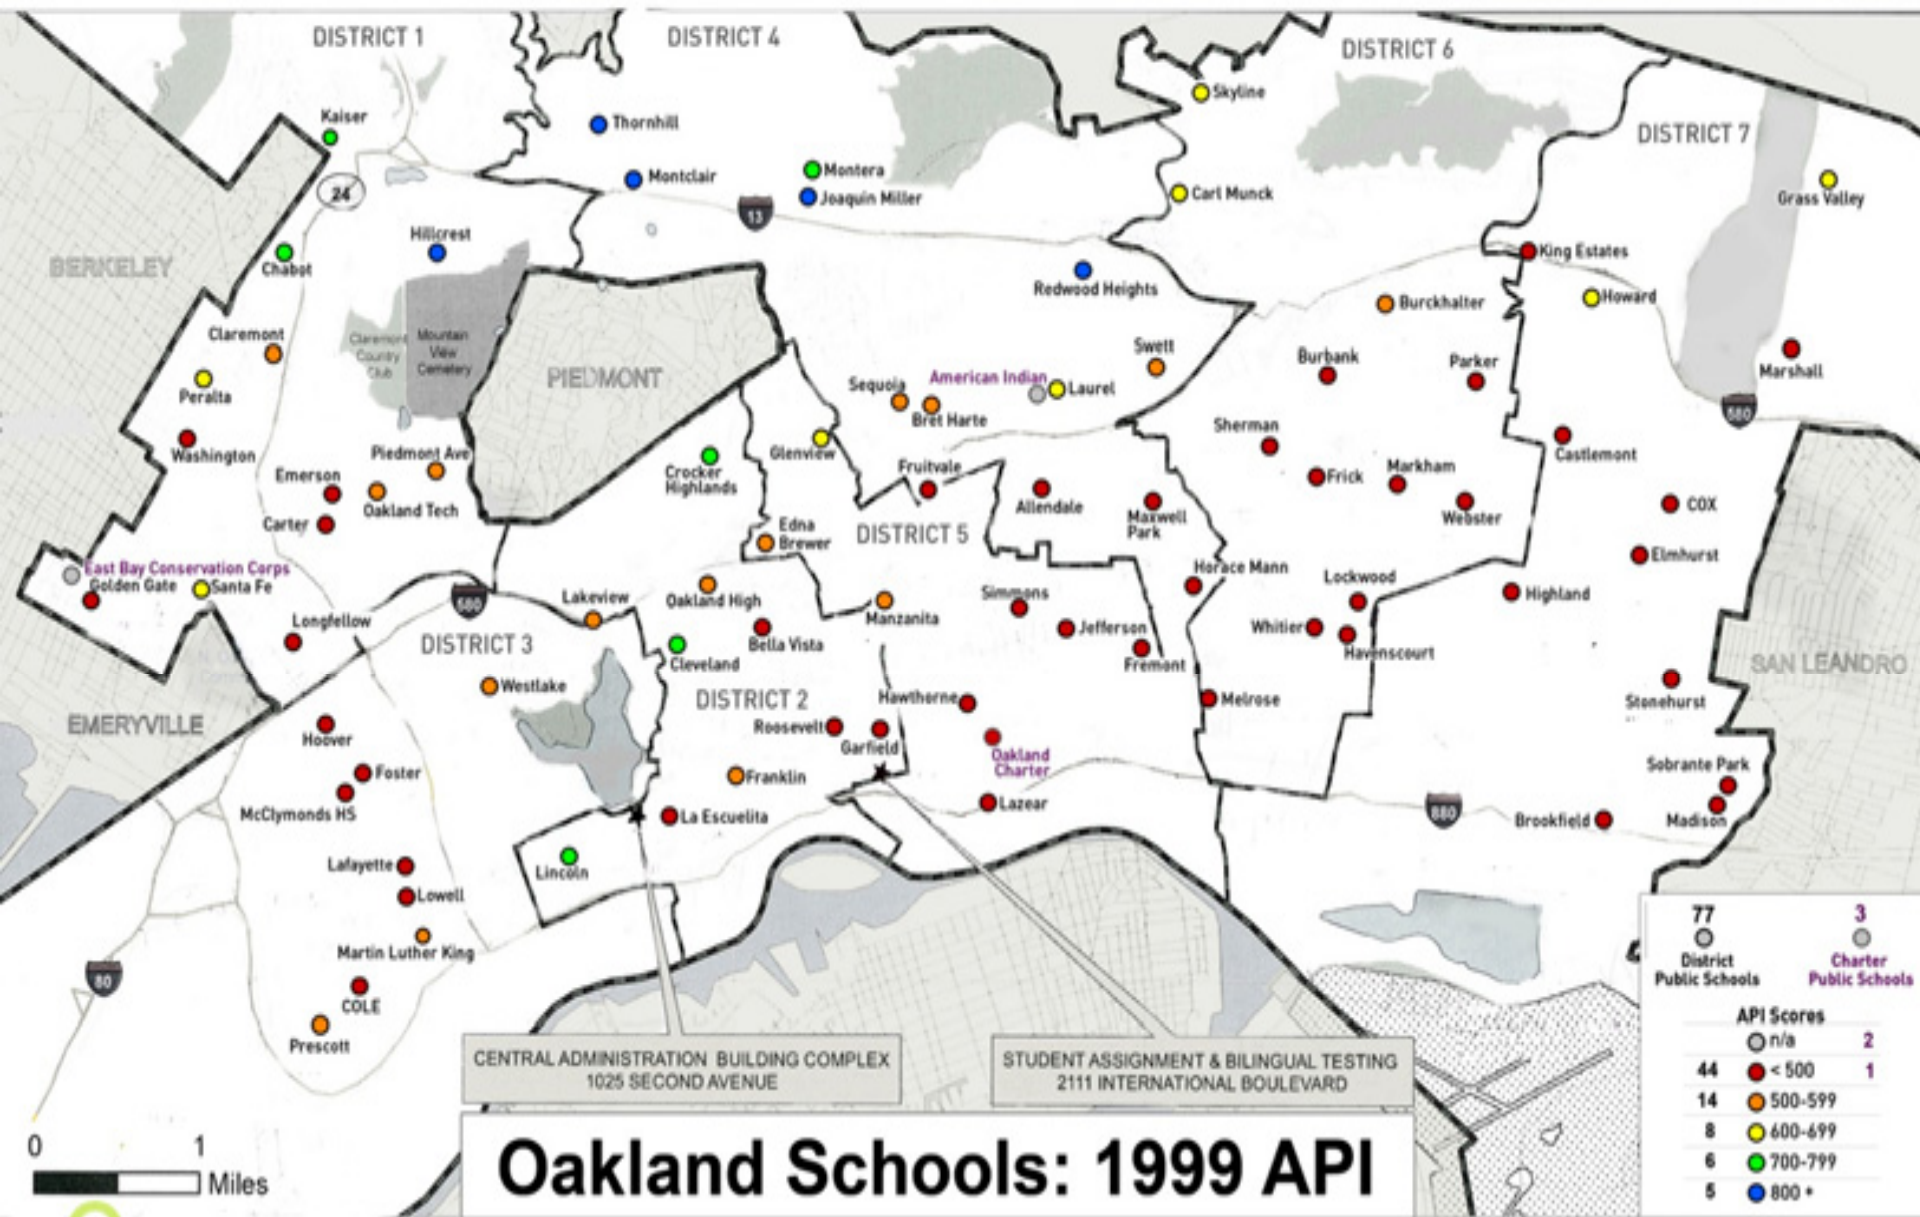 DISTRICT 1
DISTRICT 4
DISTRICT 6
DISTRICT 7
Kaiser
Thornhill
Skyline
24
Montclair
Montera
Joaquin Miller
13
Carl Munck
Grass Valley
Hillcrest
Chabot
BERKELEY
King Estates
Redwood Heights
Howard
Burckhalter
Claremont
Claremont
Country
Club
Mountain
View
Cemetery
PIEDMONT
Swett
Burbank
Parker
Marshall
Peralta
Sequoia
American Indian
Laurel
Bret Harte
580
Washington
Piedmont Ave
Crocker
Highlands
Glenview
Sherman
Castlemont
Emerson
Oakland Tech
Fruitvale
Allendale
Maxwell
Park
Frick
Markham
Webster
COX
Carter
Edna
Brewer
DISTRICT 5
Elmhurst
East Bay Conservation Corps
Golden Gate
Santa Fe
580
Lakeview
Oakland High
Manzanita
Simmons
Horace Mann
Lockwood
Highland
Longfellow
DISTRICT 3
Cleveland
Bella Vista
Jefferson
Fremont
Whitier
Havenscourt
SAN LEANDRO
Westlake
DISTRICT 2
Hawthorne
Melrose
Stonehurst
EMERYVILLE
Hoover
Roosevelt
Garfield
Oakland
Charter
Foster
McClymonds HS
Franklin
Lazear
Sobrante Park
La Escuelita
880
Brookfield
Madison
Lafayette
Lincoln
Lowell
Martin Luther King
80
COLE
Prescott
CENTRAL ADMINISTRATION BUILDING COMPLEX
1025 SECOND AVENUE
STUDENT ASSIGNMENT & BILINGUAL TESTING
2111 INTERNATIONAL BOULEVARD
77
3
District
Public Schools
Charter
Public Schools
API Scores
n/a 2
44 < 500 1
14 500-599
8 600-699
6 700-799
5 800 +
0 1
Miles
Oakland Schools: 1999 API